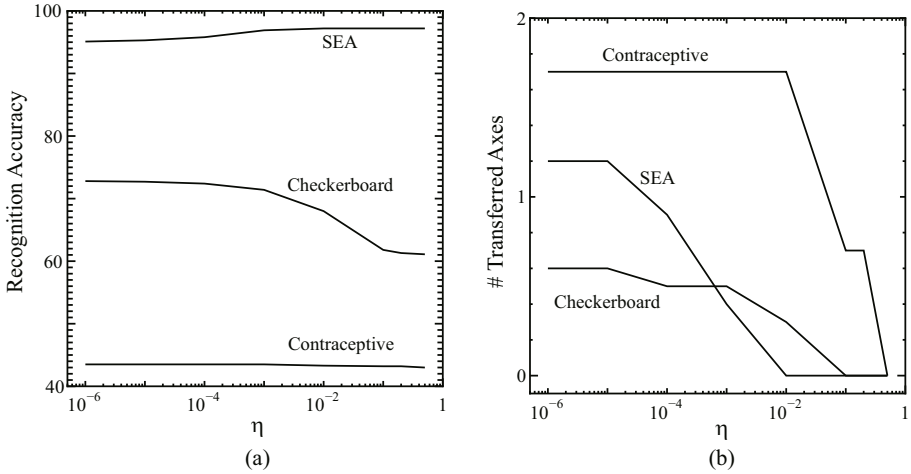 100
80
60
40
Recognition Accuracy
SEA
Checkerboard
Contraceptive
10⁻⁶
10⁻⁴
10⁻²
1
η
(a)
2
1
0
# Transferred Axes
Contraceptive
SEA
Checkerboard
10⁻⁶
10⁻⁴
10⁻²
1
η
(b)